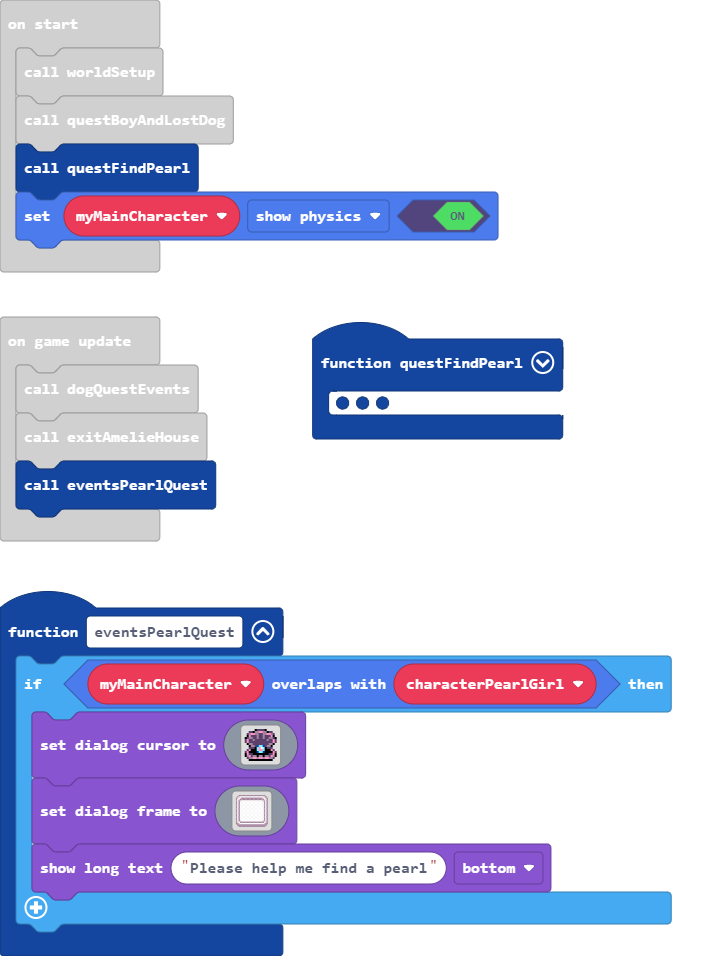 on start
call worldSetup
call questBoyAndLostDog
call questFindPearl
set myMainCharacter show physics ON
on game update
call dogQuestEvents
call exitAmelieHouse
call eventsPearlQuest
function questFindPearl
function eventsPearlQuest
if myMainCharacter overlaps with characterPearlGirl then
set dialog cursor to
set dialog frame to
show long text "Please help me find a pearl" bottom